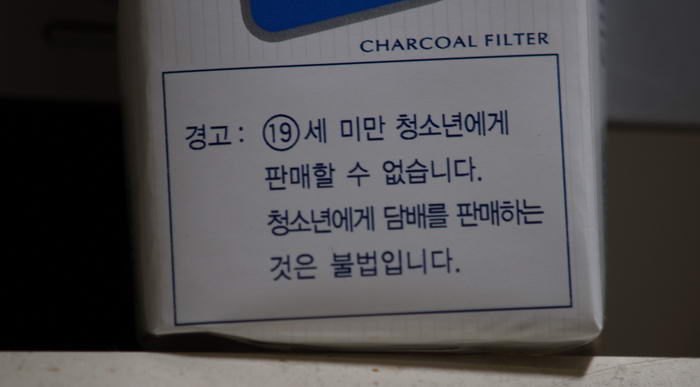 CHARCOAL FILTER
경고 : ⑲세 미만 청소년에게
판매할 수 없습니다.
청소년에게 담배를 판매하는
것은 불법입니다.